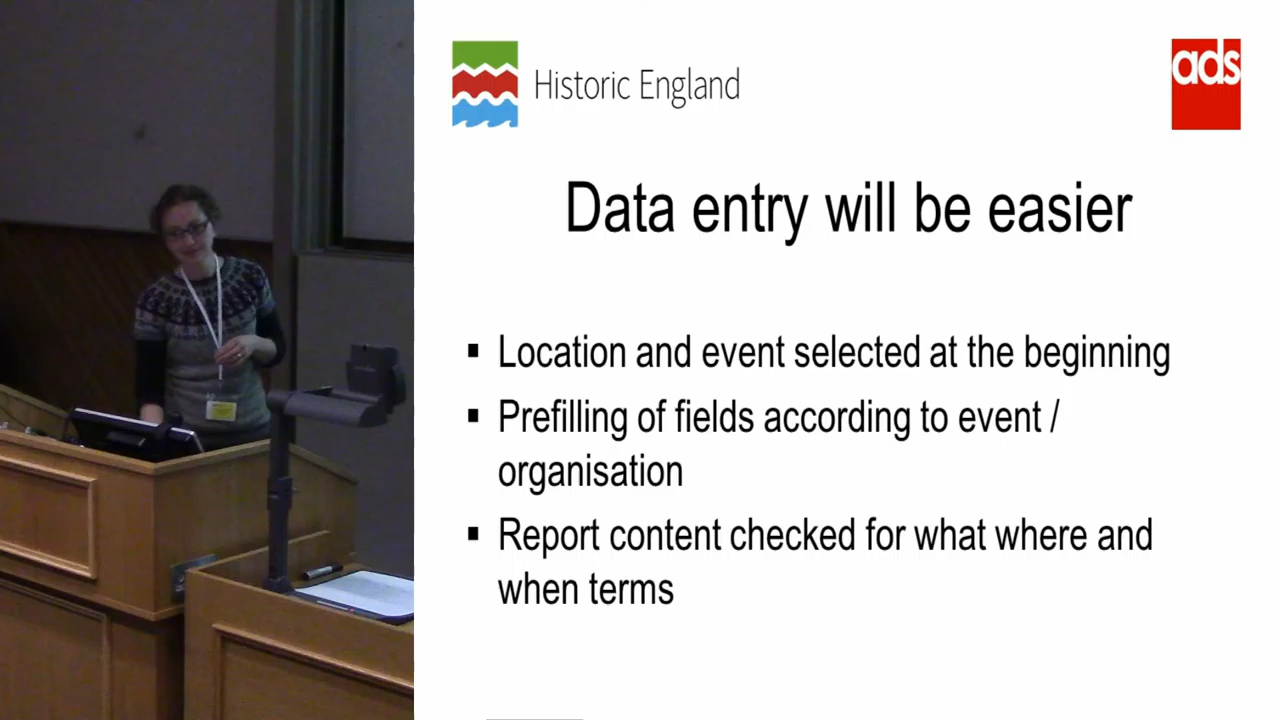 Historic England
ads
Data entry will be easier
▪ Location and event selected at the beginning
▪ Prefilling of fields according to event /
organisation
▪ Report content checked for what where and
when terms